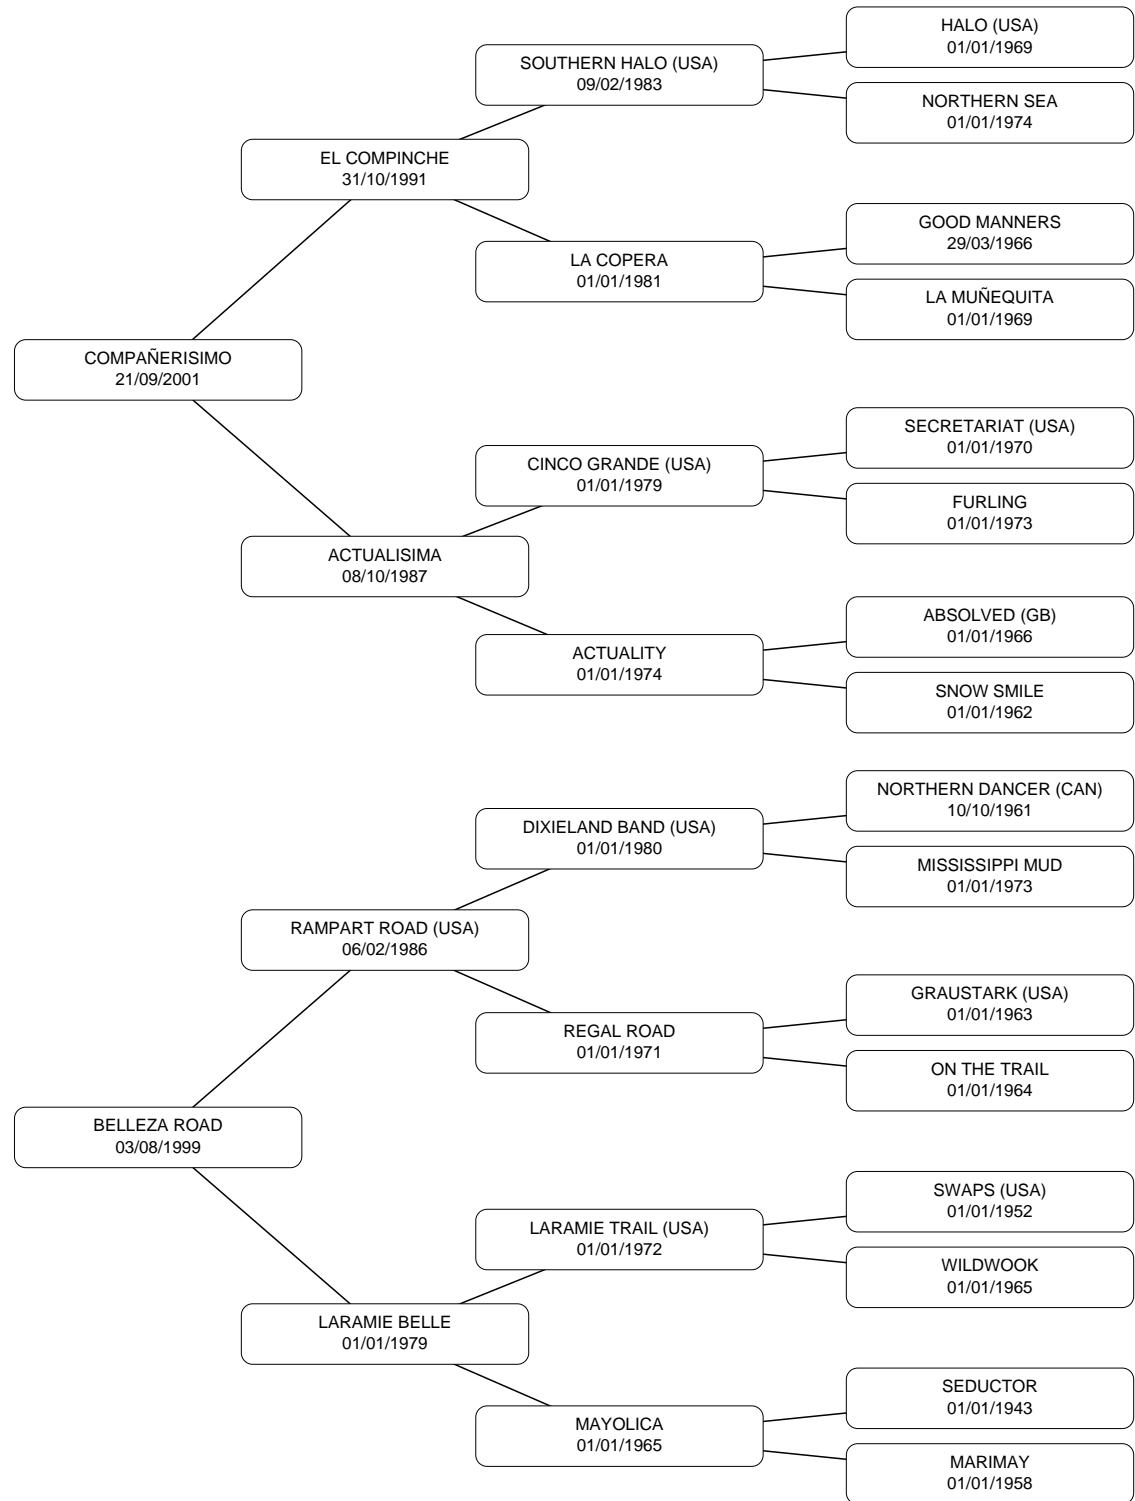 HALO (USA)
01/01/1969
SOUTHERN HALO (USA)
09/02/1983
NORTHERN SEA
01/01/1974
EL COMPINCHE
31/10/1991
GOOD MANNERS
29/03/1966
LA COPERA
01/01/1981
LA MUÑEQUITA
01/01/1969
COMPAÑERISIMO
21/09/2001
SECRETARIAT (USA)
01/01/1970
CINCO GRANDE (USA)
01/01/1979
FURLING
01/01/1973
ACTUALISIMA
08/10/1987
ABSOLVED (GB)
01/01/1966
ACTUALITY
01/01/1974
SNOW SMILE
01/01/1962
NORTHERN DANCER (CAN)
10/10/1961
DIXIELAND BAND (USA)
01/01/1980
MISSISSIPPI MUD
01/01/1973
RAMPART ROAD (USA)
06/02/1986
GRAUSTARK (USA)
01/01/1963
REGAL ROAD
01/01/1971
ON THE TRAIL
01/01/1964
BELLEZA ROAD
03/08/1999
SWAPS (USA)
01/01/1952
LARAMIE TRAIL (USA)
01/01/1972
WILDWOOK
01/01/1965
LARAMIE BELLE
01/01/1979
SEDUCTOR
01/01/1943
MAYOLICA
01/01/1965
MARIMAY
01/01/1958